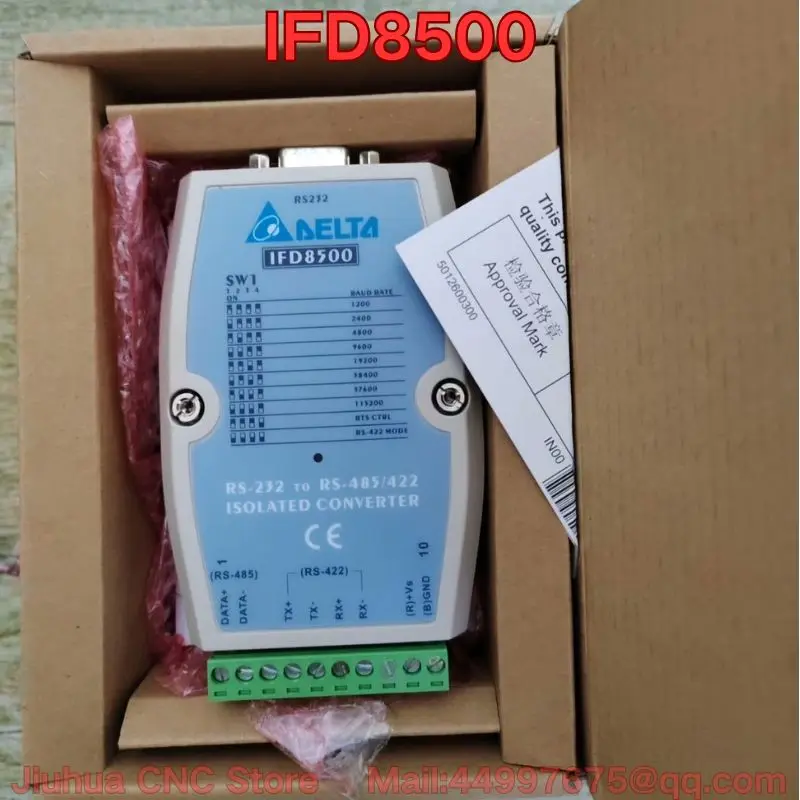 IFD8500
RS232
DELTA
IFD8500
SW1
1 2 3 4
ON
BAUD RATE
1200
2400
4800
9600
19200
38400
57600
115200
RTS CTRL
RS-422 MODE
RS-232 TO RS-485/422
ISOLATED CONVERTER
CE
1
10
(RS-485)
(RS-422)
DATA+
DATA-
TX+
TX-
RX+
RX-
(R)+Vs
(B)GND
This p
quality con
检验合格章
Approval Mark
5012600300
IN00
Jiuhua CNC Store Mail:44997675@qq.com